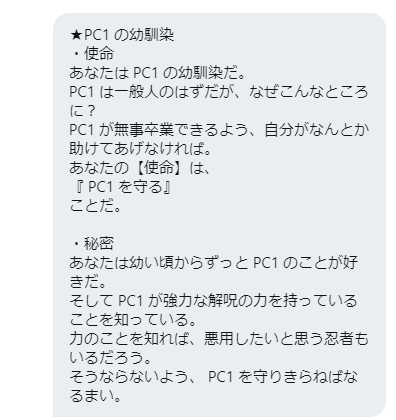 ★PC1 の幼馴染
・使命
あなたは PC1 の幼馴染だ。
PC1 は一般人のはずだが、なぜこんなところ
に？
PC1 が無事卒業できるよう、自分がなんとか
助けてあげなければ。
あなたの【使命】は、
『 PC1 を守る』
ことだ。

・秘密
あなたは幼い頃からずっと PC1 のことが好
きだ。
そして PC1 が強力な解呪の力を持っている
ことを知っている。
力のことを知れば、悪用したいと思う忍者も
いるだろう。
そうならないよう、 PC1 を守りきらねばな
るまい。